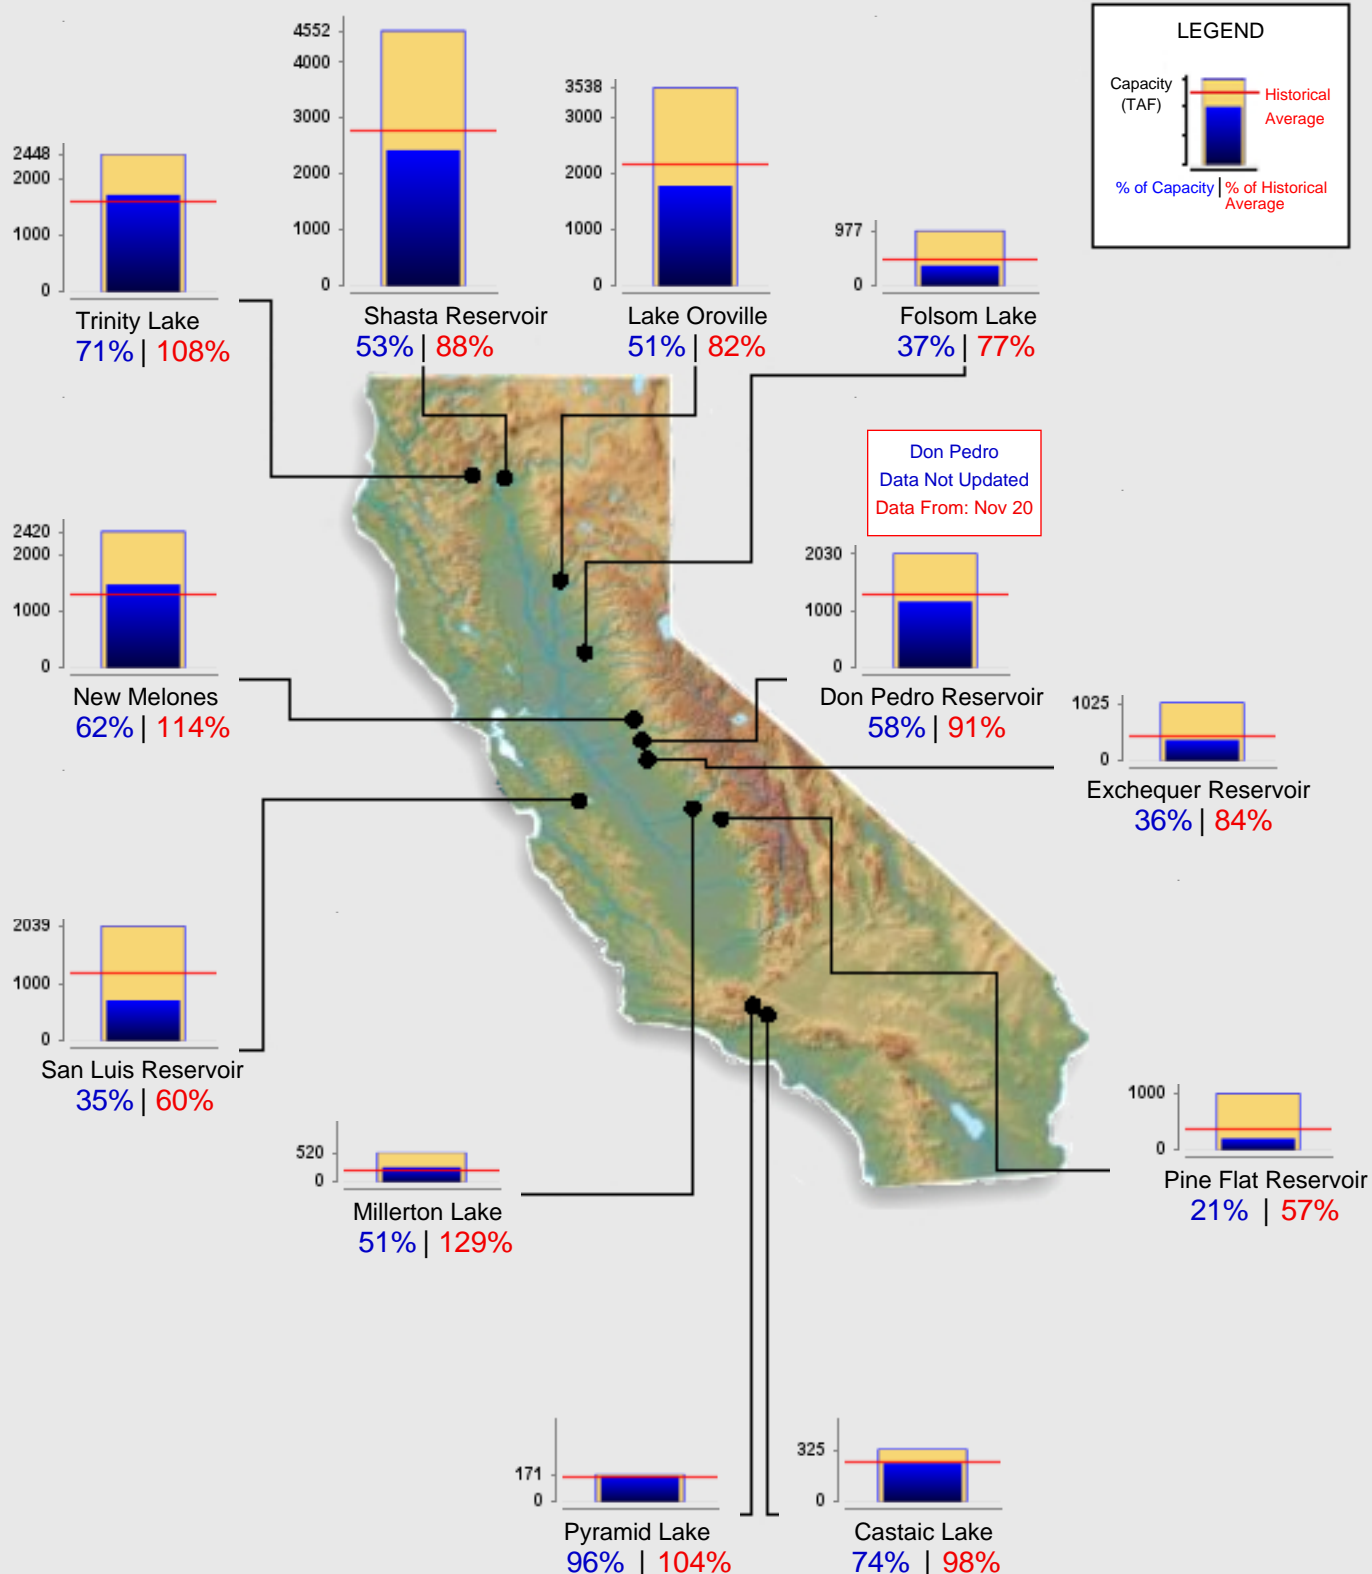 LEGEND
Capacity
(TAF)
Historical
Average
% of Capacity | % of Historical
Average
4552
4000
3000
2000
1000
0
Shasta Reservoir
53% | 88%
3538
3000
2000
1000
0
Lake Oroville
51% | 82%
2448
2000
1000
0
Trinity Lake
71% | 108%
977
0
Folsom Lake
37% | 77%
Don Pedro
Data Not Updated
Data From: Nov 20
2420
2000
1000
0
New Melones
62% | 114%
2030
1000
0
Don Pedro Reservoir
58% | 91%
1025
0
Exchequer Reservoir
36% | 84%
2039
1000
0
San Luis Reservoir
35% | 60%
520
0
Millerton Lake
51% | 129%
1000
0
Pine Flat Reservoir
21% | 57%
171
0
Pyramid Lake
96% | 104%
325
0
Castaic Lake
74% | 98%